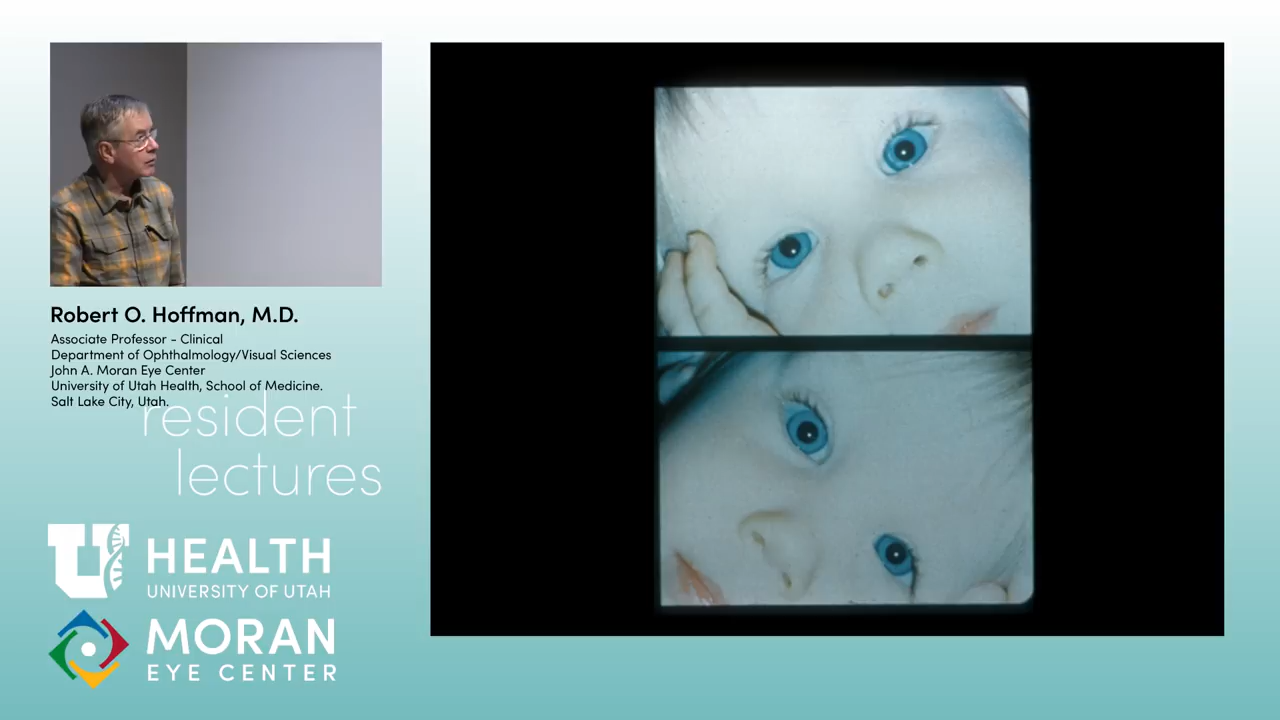 Robert O. Hoffman, M.D.
Associate Professor - Clinical
Department of Ophthalmology/Visual Sciences
John A. Moran Eye Center
University of Utah Health, School of Medicine.
Salt Lake City, Utah.
resident
lectures
U
HEALTH
UNIVERSITY OF UTAH
MORAN
EYE CENTER